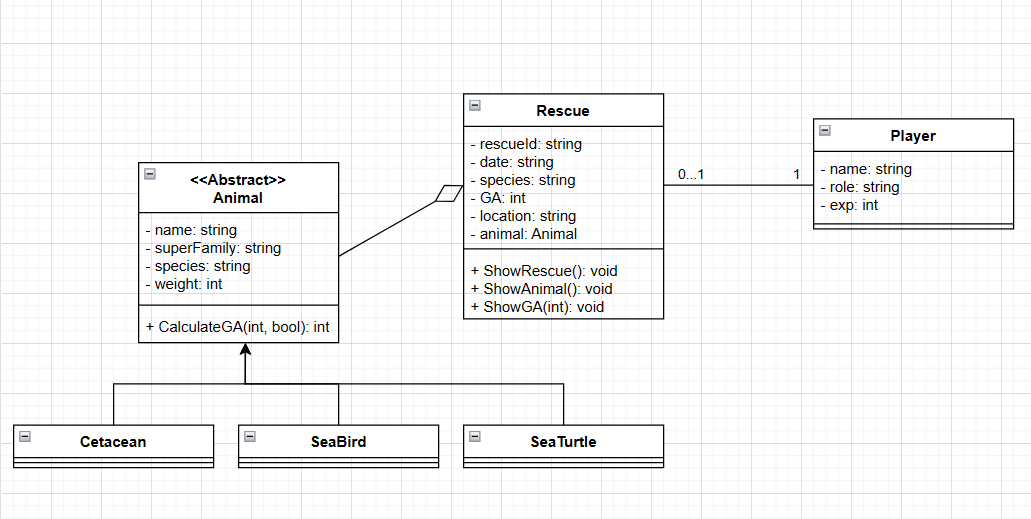 Rescue
- rescueId: string
- date: string
- species: string
- GA: int
- location: string
- animal: Animal
+ ShowRescue(): void
+ ShowAnimal(): void
+ ShowGA(int): void
0...1
1
Player
- name: string
- role: string
- exp: int
<<Abstract>>
Animal
- name: string
- superFamily: string
- species: string
- weight: int
+ CalculateGA(int, bool): int
Cetacean
SeaBird
SeaTurtle